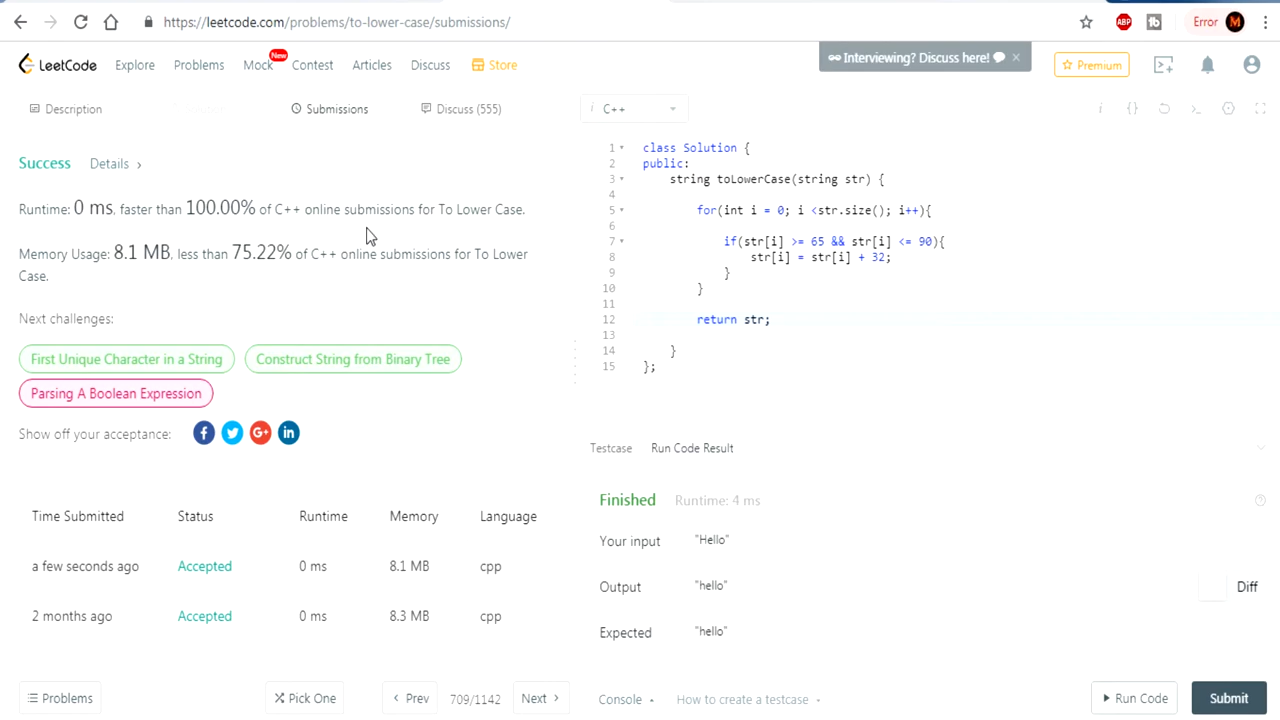 https://leetcode.com/problems/to-lower-case/submissions/
ABP
Error M
LeetCode Explore Problems Mock New Contest Articles Discuss Store
Interviewing? Discuss here! ×
Premium
Description Submissions Discuss (555)
i C++
Success Details ›
Runtime: 0 ms, faster than 100.00% of C++ online submissions for To Lower Case.
Memory Usage: 8.1 MB, less than 75.22% of C++ online submissions for To Lower
Case.
Next challenges:
First Unique Character in a String Construct String from Binary Tree
Parsing A Boolean Expression
Show off your acceptance:
Time Submitted Status Runtime Memory Language
a few seconds ago Accepted 0 ms 8.1 MB cpp
2 months ago Accepted 0 ms 8.3 MB cpp
Problems Pick One ‹ Prev 709/1142 Next ›
1 class Solution {
2 public:
3 string toLowerCase(string str) {
4
5 for(int i = 0; i <str.size(); i++){
6
7 if(str[i] >= 65 && str[i] <= 90){
8 str[i] = str[i] + 32;
9 }
10 }
11
12 return str;
13
14 }
15 };
Testcase Run Code Result
Finished Runtime: 4 ms
Your input "Hello"
Output "hello"
Diff
Expected "hello"
Console How to create a testcase
Run Code Submit